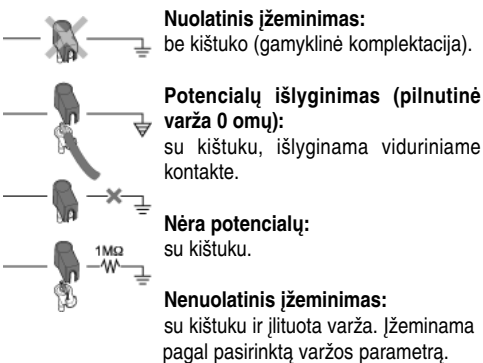 Nuolatinis įžeminimas:
be kištuko (gamyklinė komplektacija).
Potencialų išlyginimas (pilnutinė
varža 0 omų):
su kištuku, išlyginama viduriniame
kontakte.
Nėra potencialų:
su kištuku.
1MΩ
Nenuolatinis įžeminimas:
su kištuku ir įlituota varža. Įžeminama
pagal pasirinktą varžos parametrą.